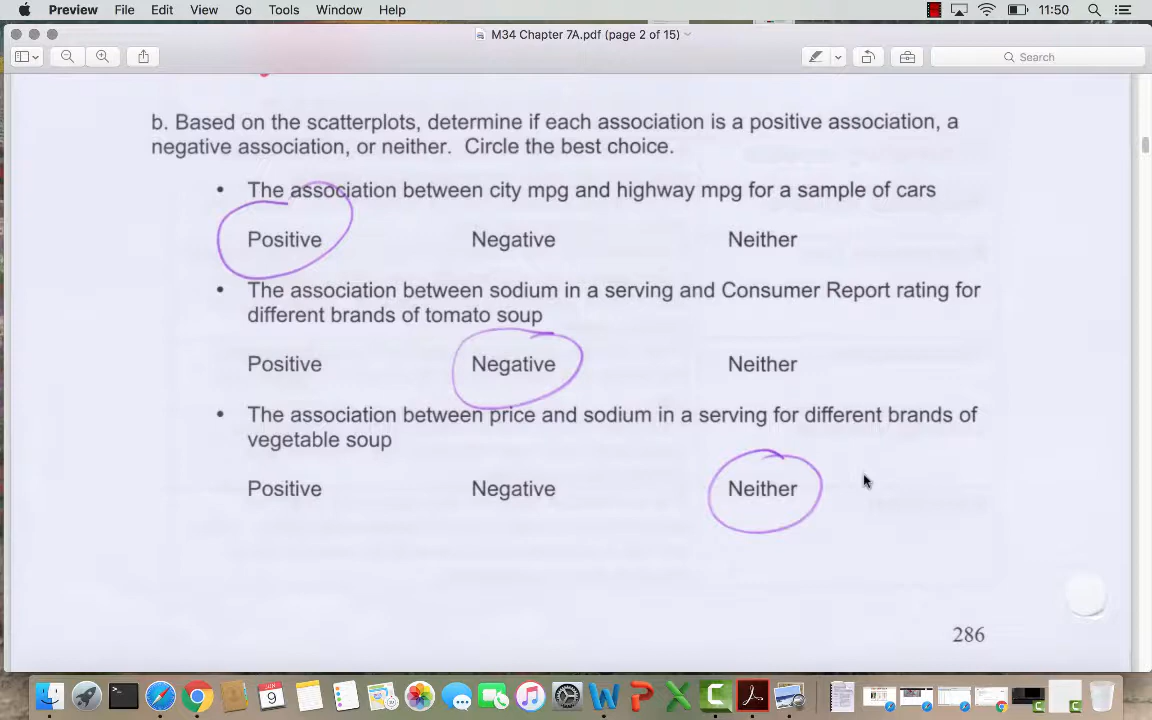 Preview File Edit View Go Tools Window Help 11:50
M34 Chapter 7A.pdf (page 2 of 15)
Search
b. Based on the scatterplots, determine if each association is a positive association, a
negative association, or neither. Circle the best choice.
• The association between city mpg and highway mpg for a sample of cars
Positive Negative Neither
• The association between sodium in a serving and Consumer Report rating for
different brands of tomato soup
Positive Negative Neither
• The association between price and sodium in a serving for different brands of
vegetable soup
Positive Negative Neither
286